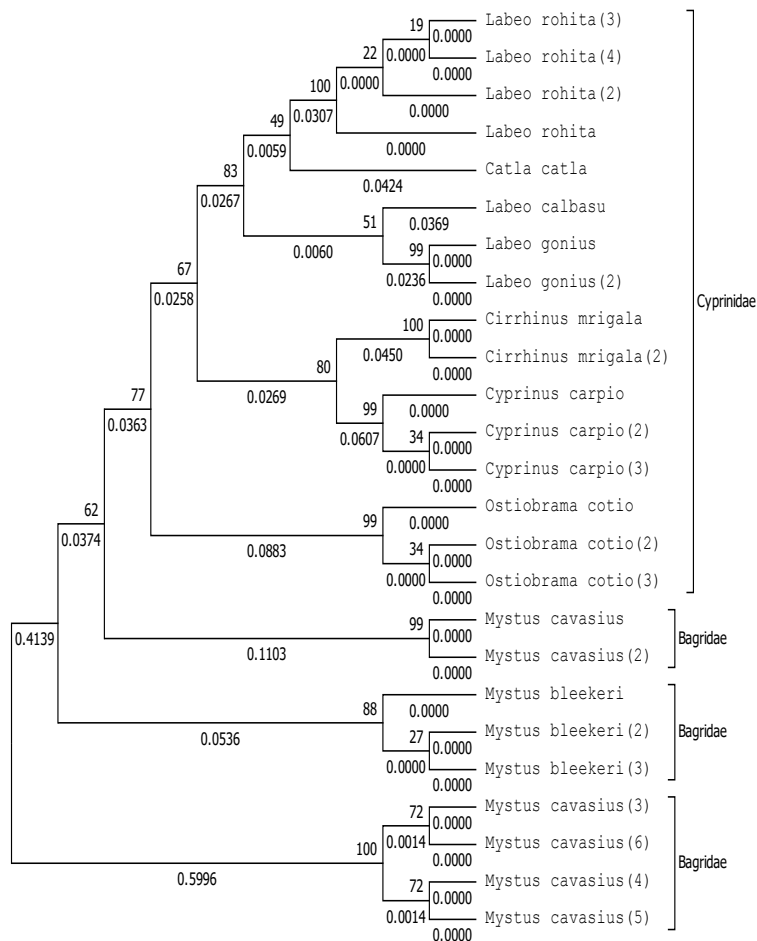 19
Labeo rohita(3)
0.0000
22
0.0000
Labeo rohita(4)
0.0000
100
0.0000
Labeo rohita(2)
0.0000
49
0.0307
Labeo rohita
0.0000
83
0.0059
Catla catla
0.0424
67
0.0267
51
Labeo calbasu
0.0369
0.0060
99
Labeo gonius
0.0000
0.0236
Labeo gonius(2)
0.0000
77
0.0258
100
Cirrhinus mrigala
0.0000
80
0.0450
Cirrhinus mrigala(2)
0.0000
0.0269
99
Cyprinus carpio
0.0000
0.0607
34
Cyprinus carpio(2)
0.0000
0.0000
Cyprinus carpio(3)
0.0000
Cyprinidae
62
0.0363
99
Ostiobrama cotio
0.0000
0.0883
34
Ostiobrama cotio(2)
0.0000
0.0000
Ostiobrama cotio(3)
0.0000
0.0374
99
Mystus cavasius
0.0000
0.1103
Mystus cavasius(2)
0.0000
Bagridae
0.4139
88
Mystus bleekeri
0.0000
0.0536
27
Mystus bleekeri(2)
0.0000
0.0000
Mystus bleekeri(3)
0.0000
Bagridae
72
Mystus cavasius(3)
0.0000
100
0.0014
Mystus cavasius(6)
0.0000
0.5996
72
Mystus cavasius(4)
0.0000
0.0014
Mystus cavasius(5)
0.0000
Bagridae